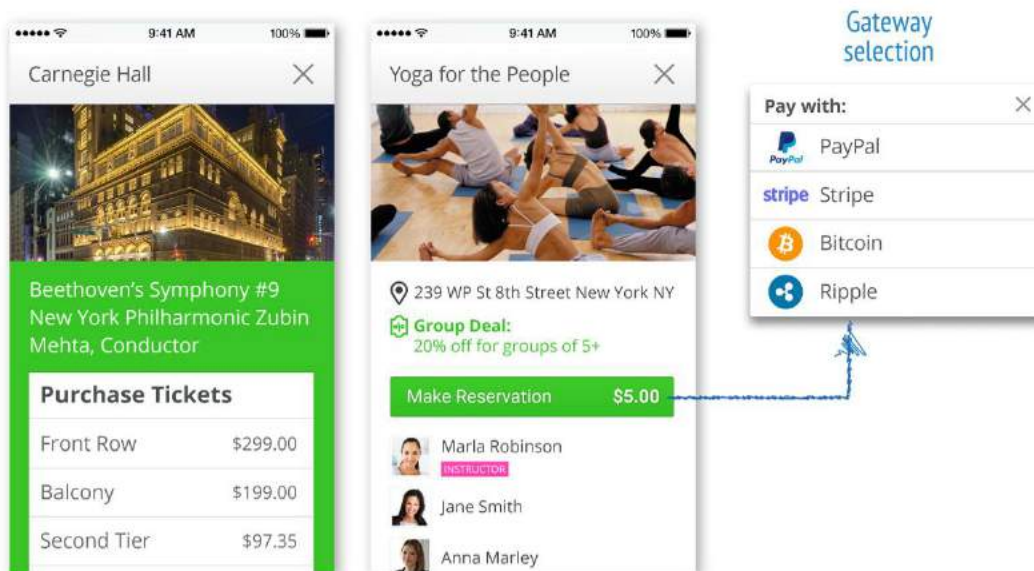 9:41 AM 100%
Carnegie Hall
Beethoven's Symphony #9
New York Philharmonic Zubin
Mehta, Conductor
Purchase Tickets
Front Row $299.00
Balcony $199.00
Second Tier $97.35
9:41 AM 100%
Yoga for the People
239 WP St 8th Street New York NY
Group Deal:
20% off for groups of 5+
Make Reservation $5.00
Marla Robinson
INSTRUCTOR
Jane Smith
Anna Marley
Gateway
selection
Pay with:
PayPal PayPal
stripe Stripe
Bitcoin
Ripple